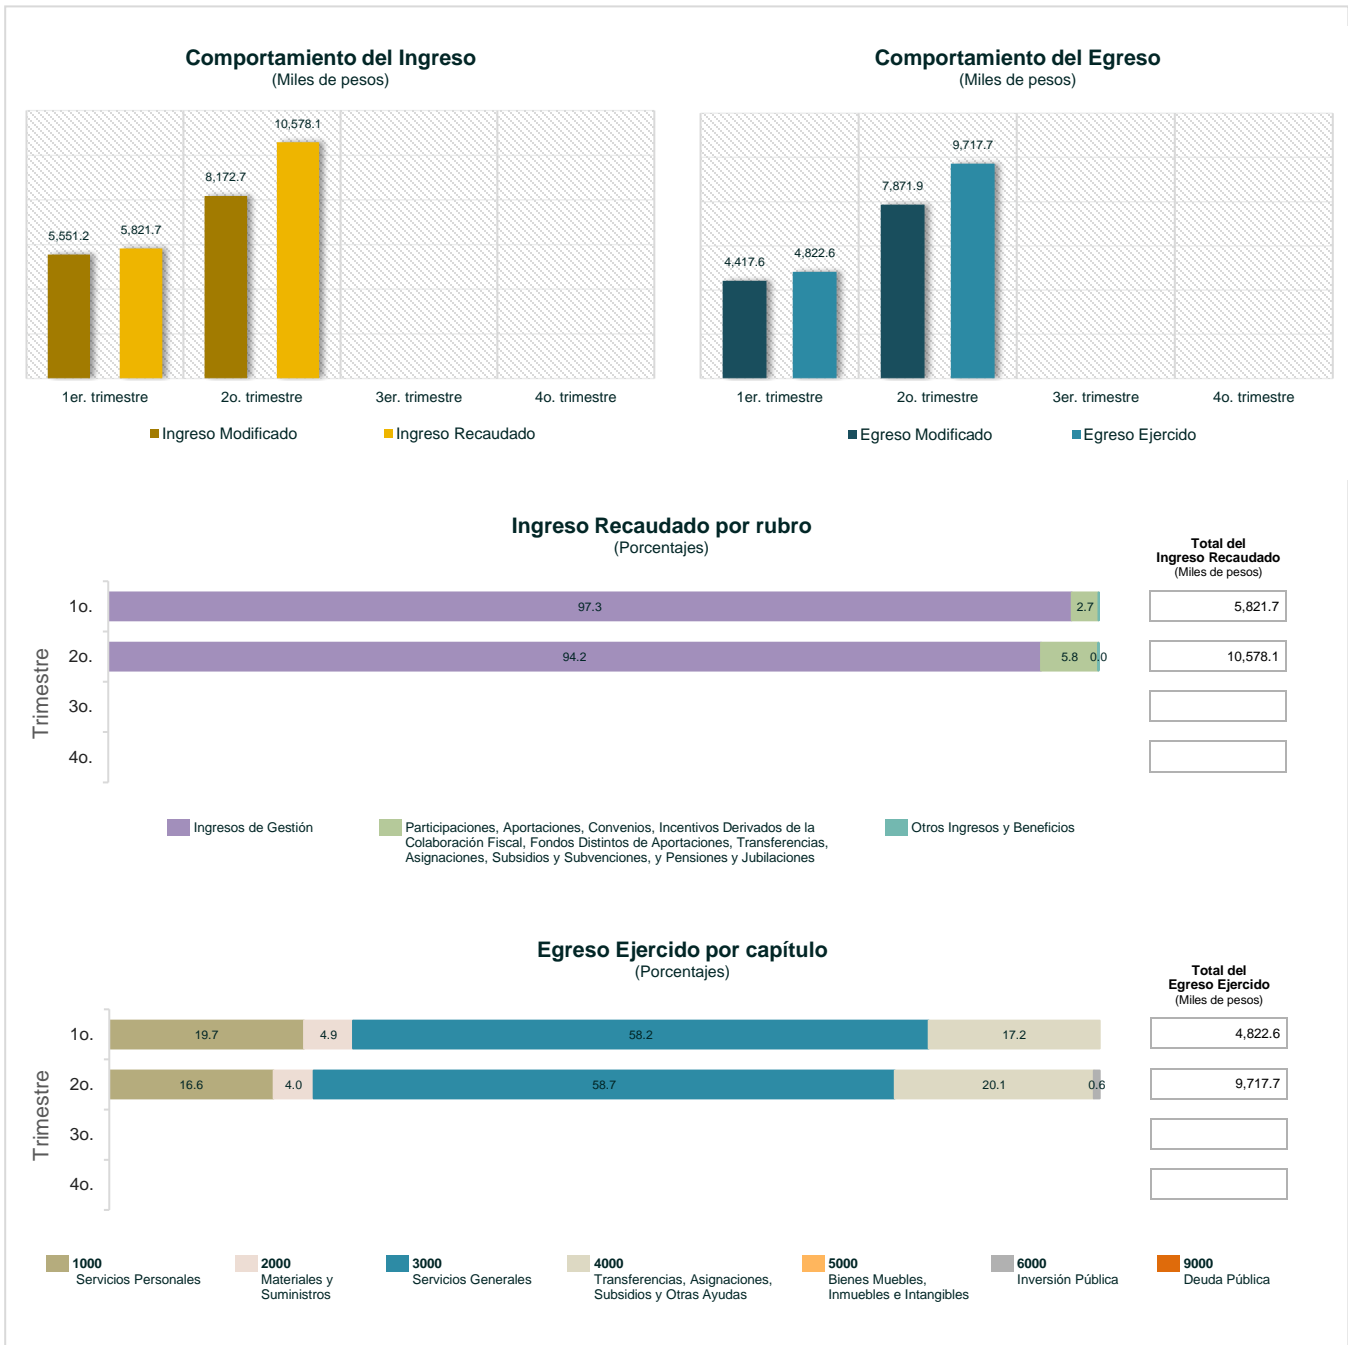 Comportamiento del Ingreso
(Miles de pesos)
10,578.1
8,172.7
5,551.2
5,821.7
1er. trimestre
2o. trimestre
3er. trimestre
4o. trimestre
Ingreso Modificado
Ingreso Recaudado
Comportamiento del Egreso
(Miles de pesos)
9,717.7
7,871.9
4,417.6
4,822.6
1er. trimestre
2o. trimestre
3er. trimestre
4o. trimestre
Egreso Modificado
Egreso Ejercido
Ingreso Recaudado por rubro
(Porcentajes)
Total del
Ingreso Recaudado
(Miles de pesos)
Trimestre
1o.
97.3
2.7
5,821.7
2o.
94.2
5.8
0.0
10,578.1
3o.
4o.
Ingresos de Gestión
Participaciones, Aportaciones, Convenios, Incentivos Derivados de la
Colaboración Fiscal, Fondos Distintos de Aportaciones, Transferencias,
Asignaciones, Subsidios y Subvenciones, y Pensiones y Jubilaciones
Otros Ingresos y Beneficios
Egreso Ejercido por capítulo
(Porcentajes)
Total del
Egreso Ejercido
(Miles de pesos)
Trimestre
1o.
19.7
4.9
58.2
17.2
4,822.6
2o.
16.6
4.0
58.7
20.1
0.6
9,717.7
3o.
4o.
1000
Servicios Personales
2000
Materiales y
Suministros
3000
Servicios Generales
4000
Transferencias, Asignaciones,
Subsidios y Otras Ayudas
5000
Bienes Muebles,
Inmuebles e Intangibles
6000
Inversión Pública
9000
Deuda Pública